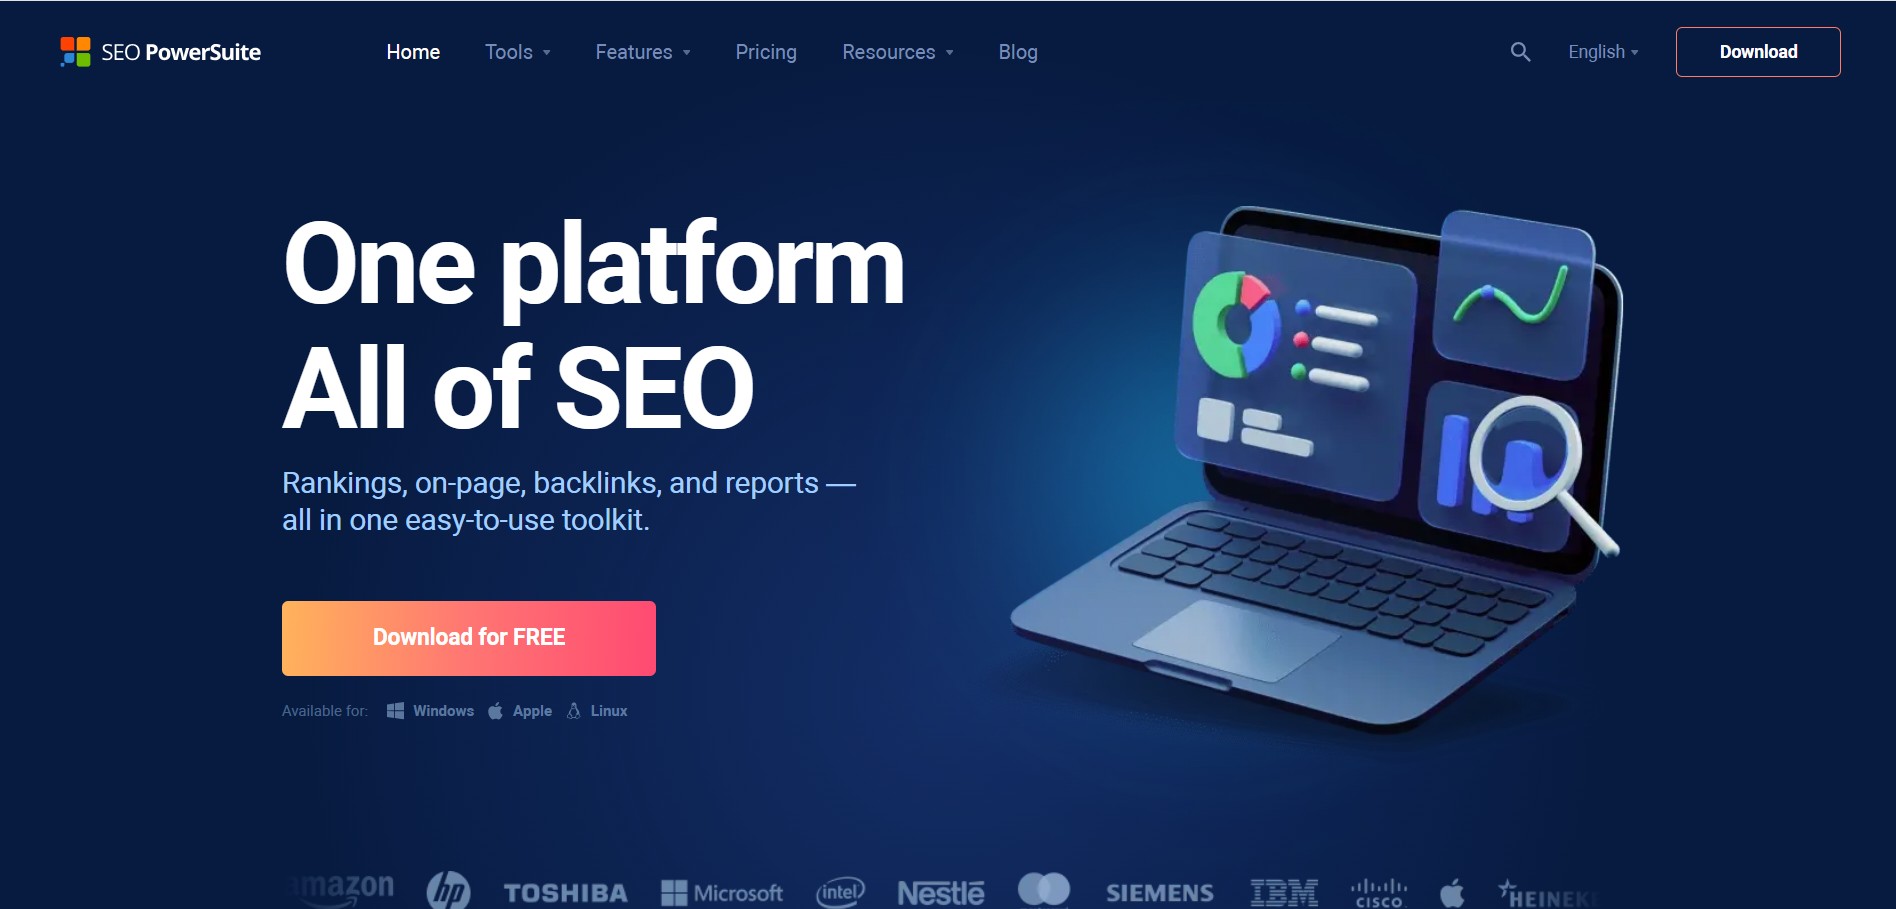 SEO PowerSuite
Home Tools Features Pricing Resources Blog
English
Download
One platform
All of SEO
Rankings, on-page, backlinks, and reports —
all in one easy-to-use toolkit.
Download for FREE
Available for: Windows Apple Linux
amazon hp TOSHIBA Microsoft intel Nestlé SIEMENS IBM CISCO HEINEK